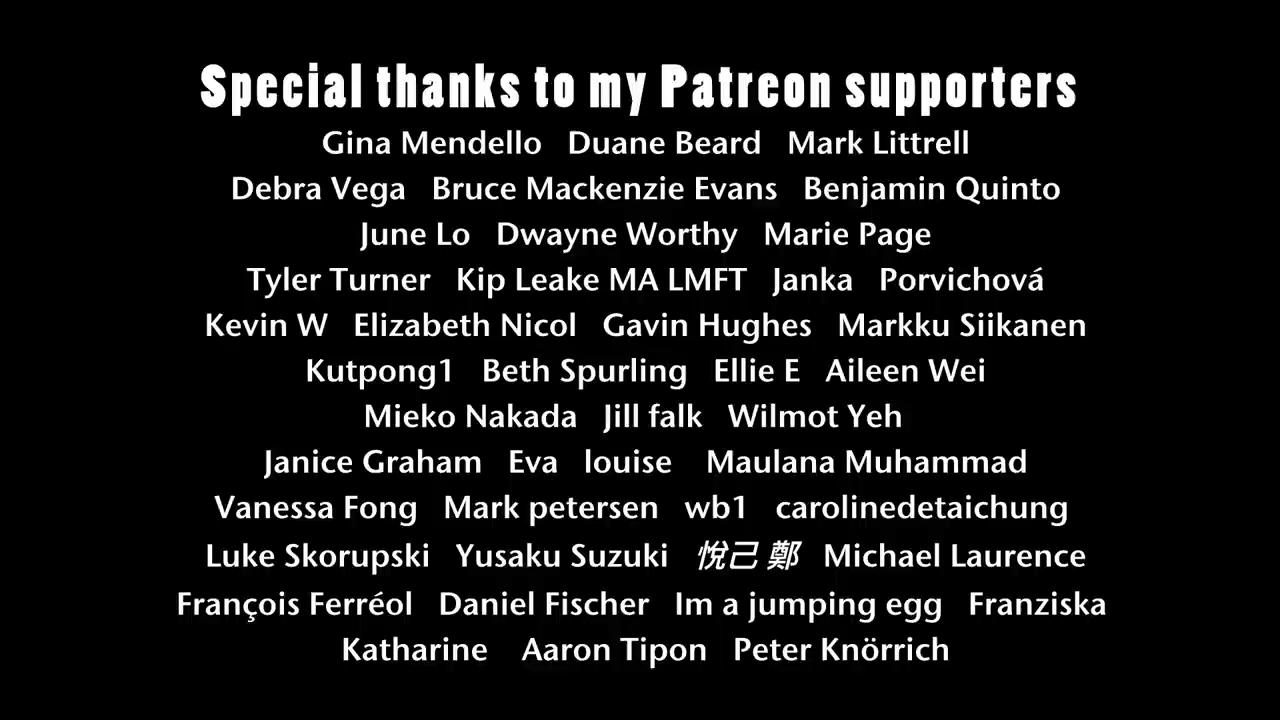 Special thanks to my Patreon supporters
Gina Mendello Duane Beard Mark Littrell
Debra Vega Bruce Mackenzie Evans Benjamin Quinto
June Lo Dwayne Worthy Marie Page
Tyler Turner Kip Leake MA LMFT Janka Porvichová
Kevin W Elizabeth Nicol Gavin Hughes Markku Siikanen
Kutpong1 Beth Spurling Ellie E Aileen Wei
Mieko Nakada Jill falk Wilmot Yeh
Janice Graham Eva louise Maulana Muhammad
Vanessa Fong Mark petersen wb1 carolinedetaichung
Luke Skorupski Yusaku Suzuki 悅己 鄭 Michael Laurence
François Ferréol Daniel Fischer Im a jumping egg Franziska
Katharine Aaron Tipon Peter Knörrich